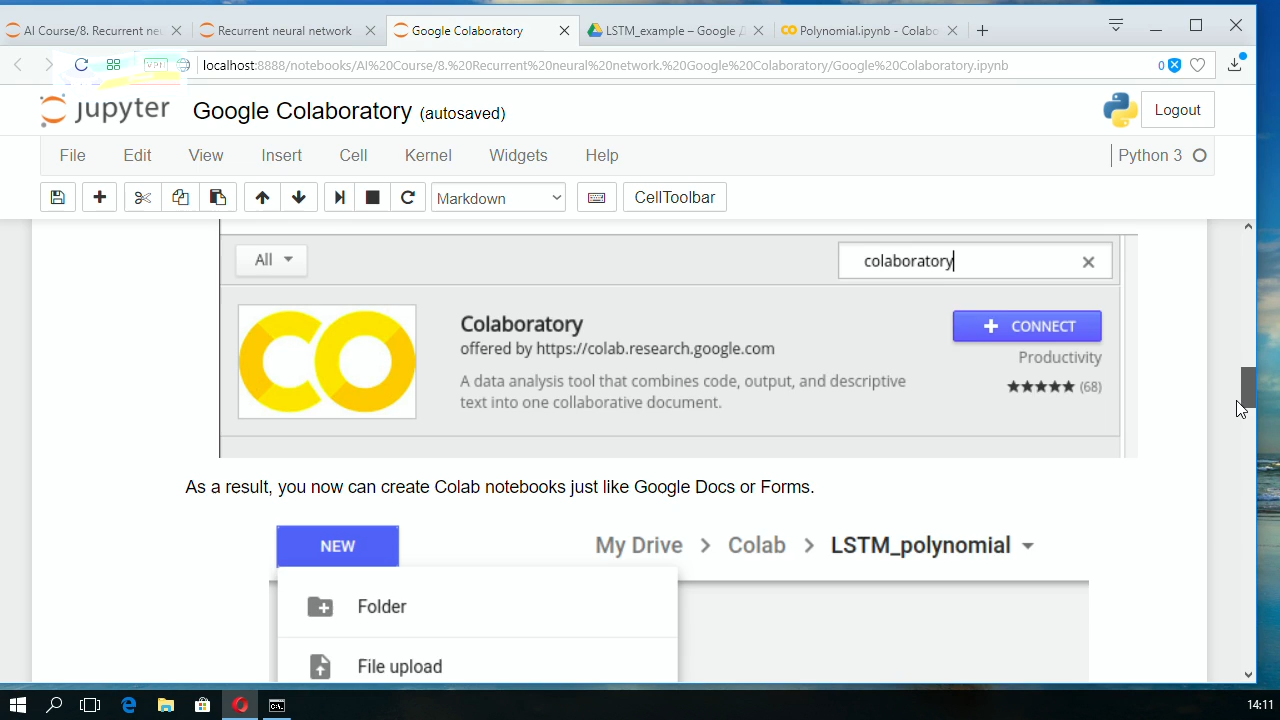 AI Course/8. Recurrent neu
Recurrent neural network
Google Colaboratory
LSTM_example – Google Д
Polynomial.ipynb - Colabo
VPN
localhost:8888/notebooks/AI%20Course/8.%20Recurrent%20neural%20network.%20Google%20Colaboratory/Google%20Colaboratory.ipynb
0
jupyter
Google Colaboratory (autosaved)
Logout
File Edit View Insert Cell Kernel Widgets Help
Python 3
Markdown
CellToolbar
All
colaboratory
Colaboratory
CONNECT
offered by https://colab.research.google.com
Productivity
A data analysis tool that combines code, output, and descriptive
(68)
text into one collaborative document.
As a result, you now can create Colab notebooks just like Google Docs or Forms.
NEW
My Drive > Colab > LSTM_polynomial
Folder
File upload
14:11